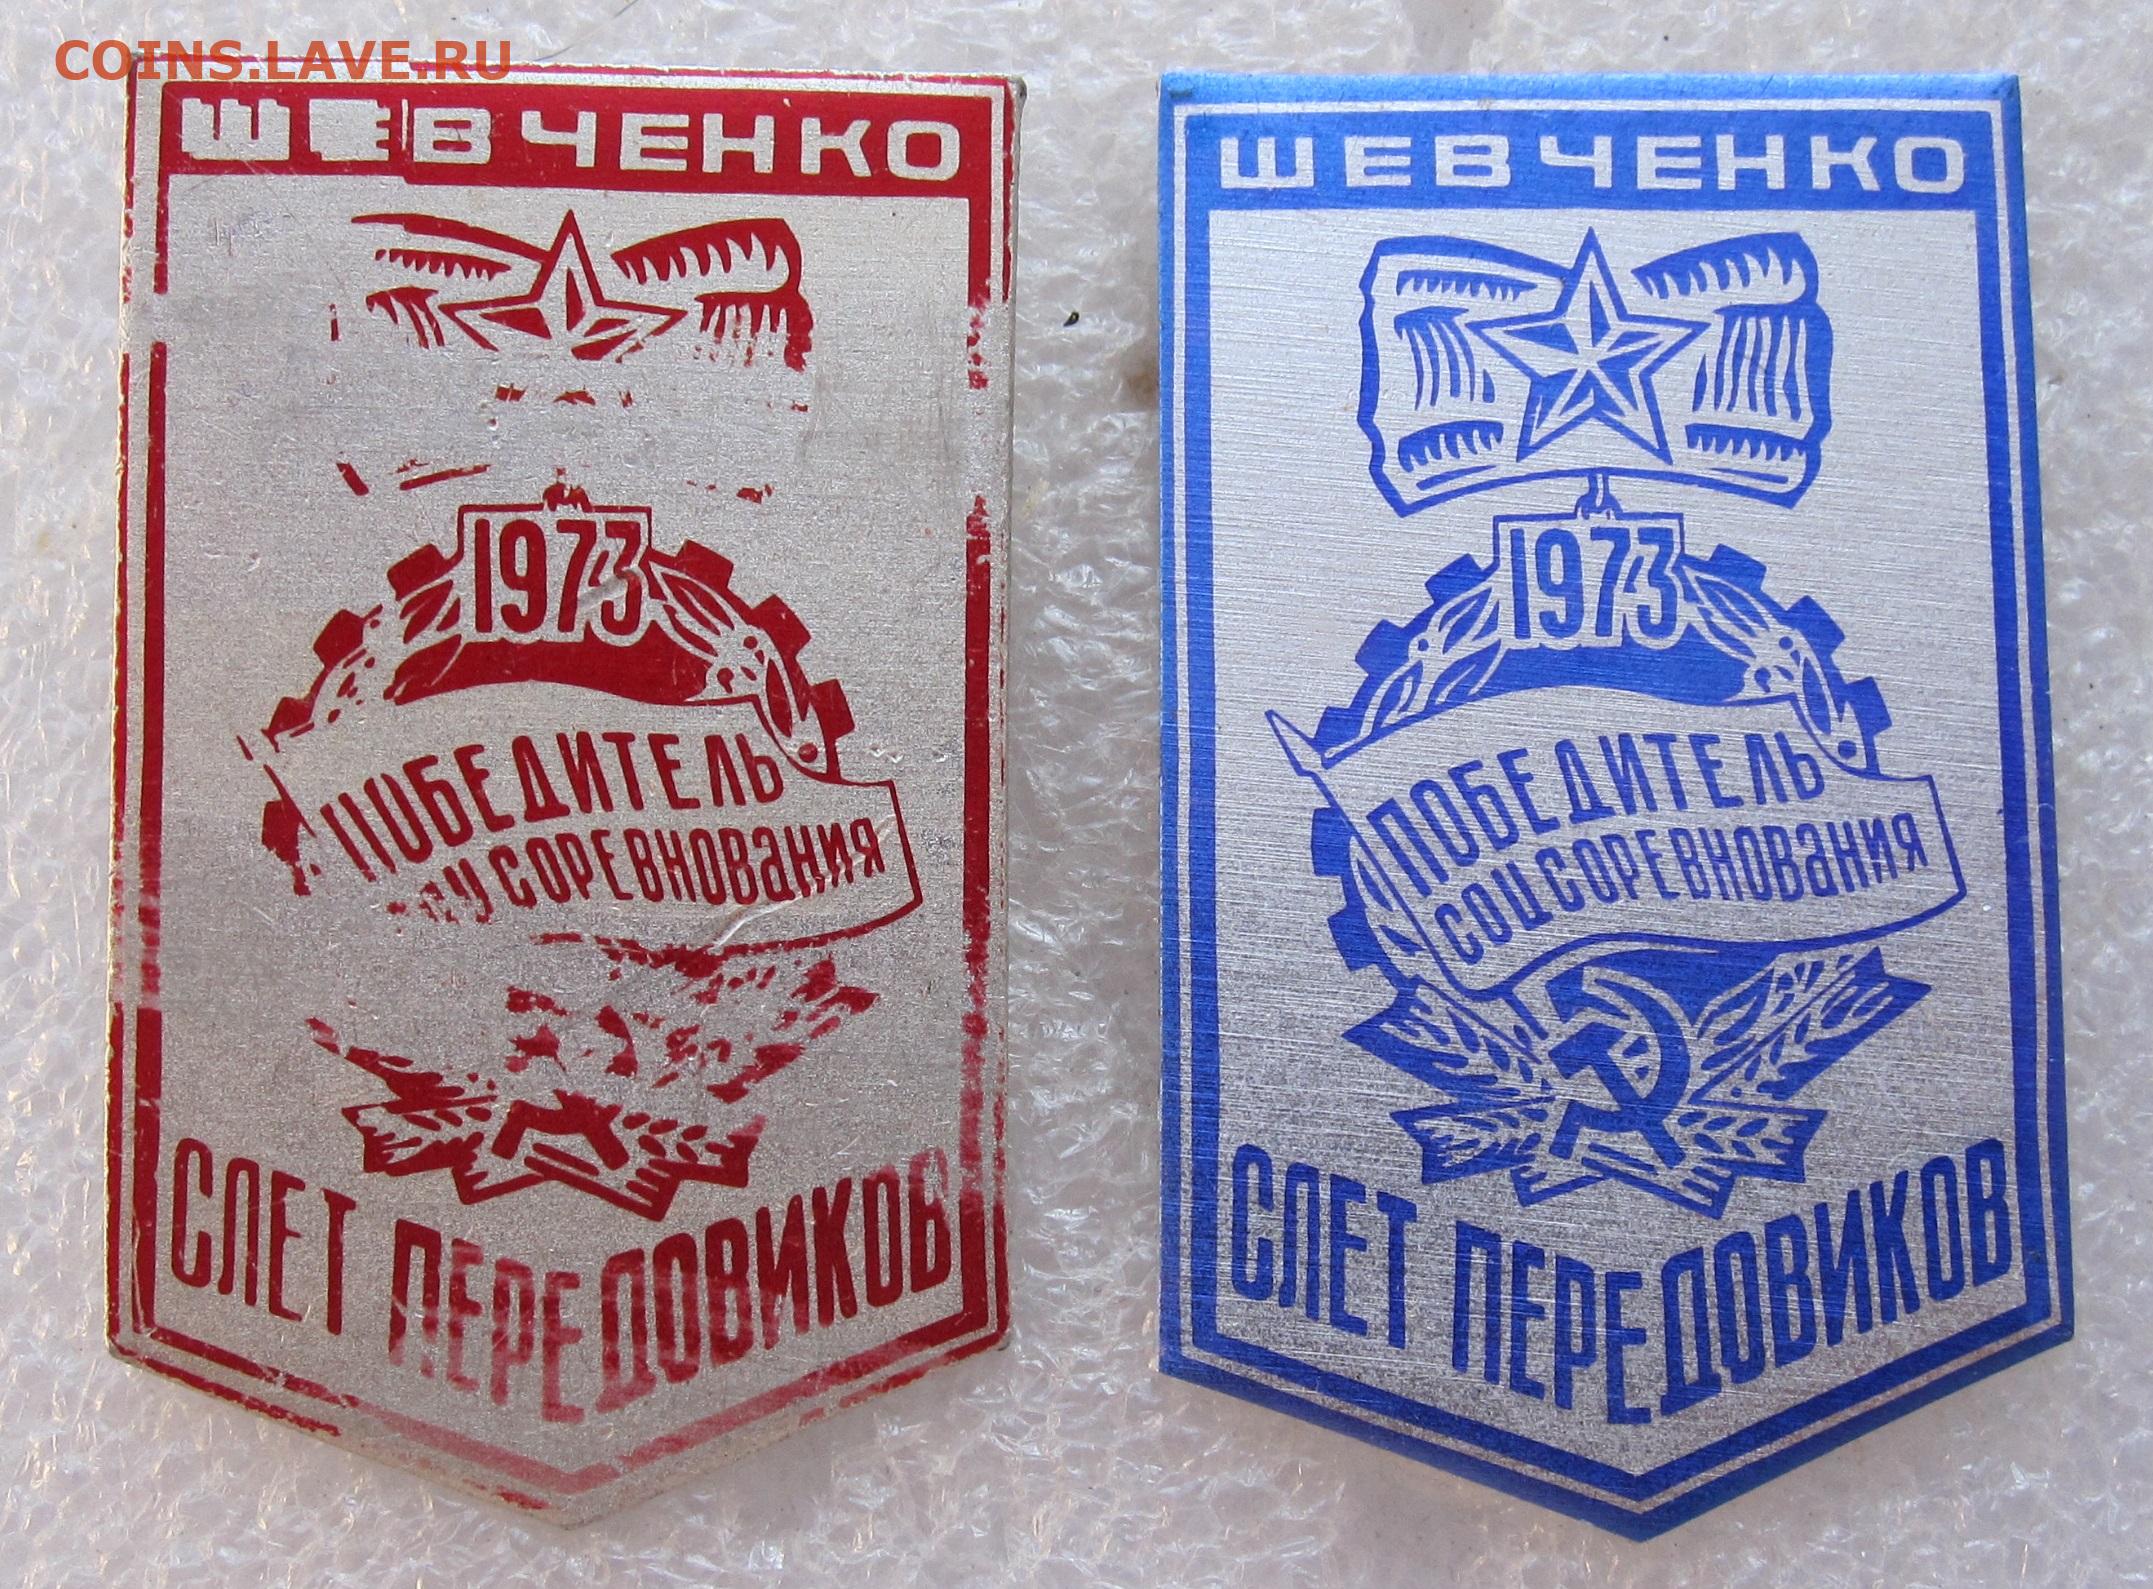 COINS.LAVE.RU
ШЕВЧЕНКО
1973
ПОБЕДИТЕЛЬ
СОРЕВНОВАНИЯ
СЛЕТ ПЕРЕДОВИКОВ
ШЕВЧЕНКО
1973
ПОБЕДИТЕЛЬ
СОЦСОРЕВНОВАНИЯ
СЛЕТ ПЕРЕДОВИКОВ